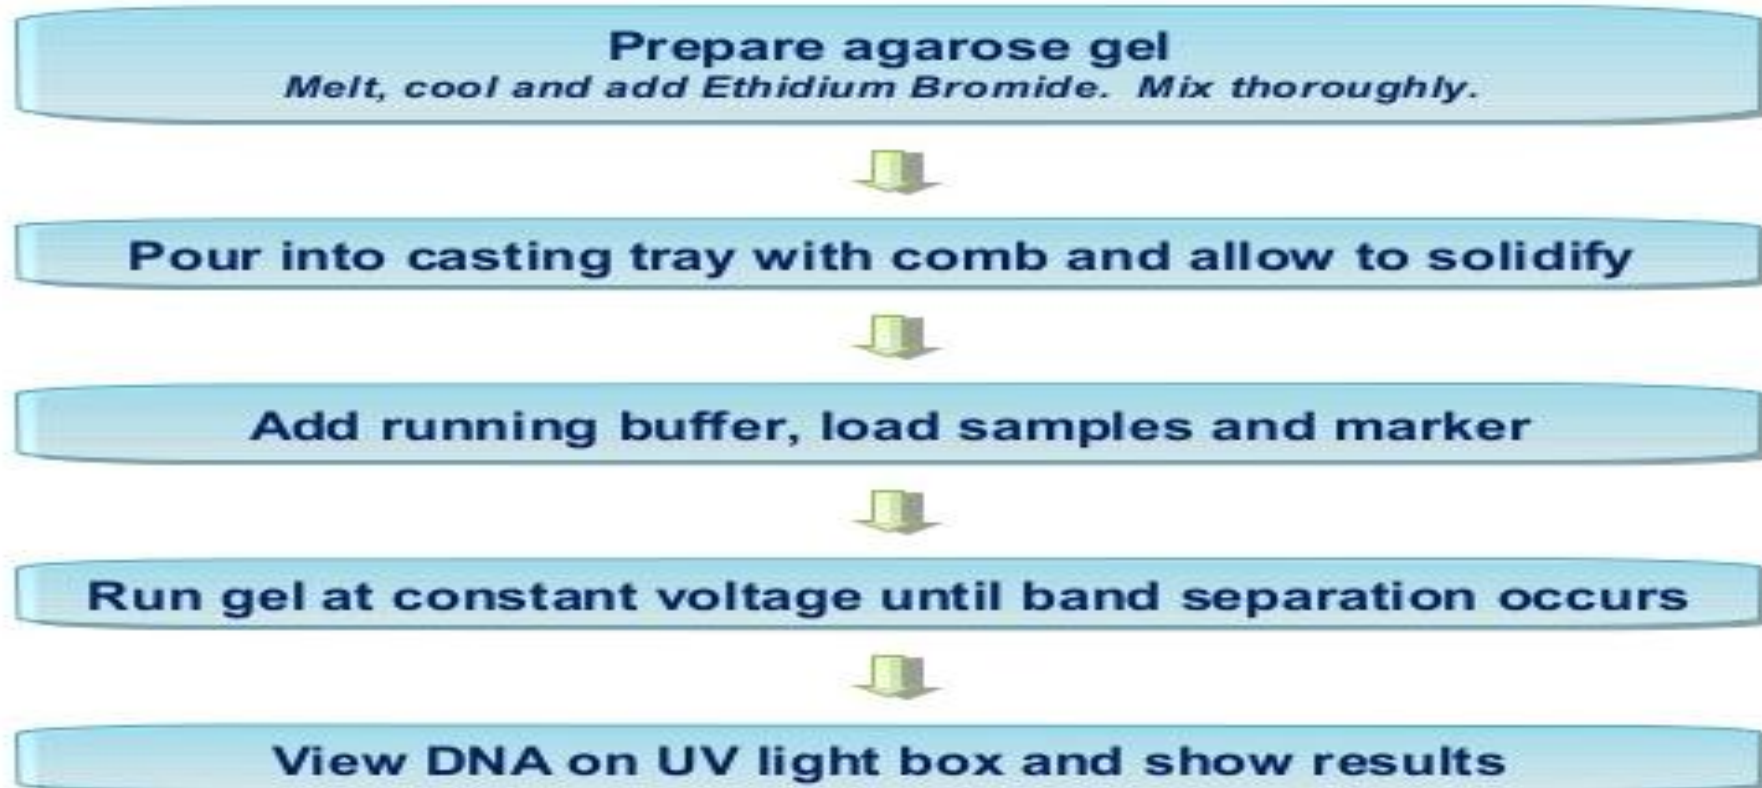 Prepare agarose gel
Melt, cool and add Ethidium Bromide. Mix thoroughly.
Pour into casting tray with comb and allow to solidify
Add running buffer, load samples and marker
Run gel at constant voltage until band separation occurs
View DNA on UV light box and show results